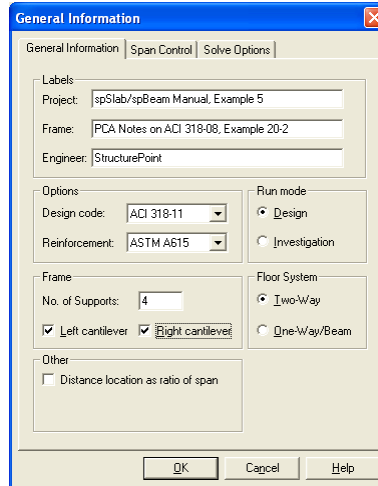 General Information
General Information Span Control Solve Options
Labels
Project: spSlab/spBeam Manual, Example 5
Frame: PCA Notes on ACI 318-08, Example 20-2
Engineer: StructurePoint
Options Run mode
Design code: ACI 318-11 Design
Reinforcement: ASTM A615 Investigation
Frame Floor System
No. of Supports: 4 Two-Way
Left cantilever Right cantilever One-Way/Beam
Other
Distance location as ratio of span
OK Cancel Help